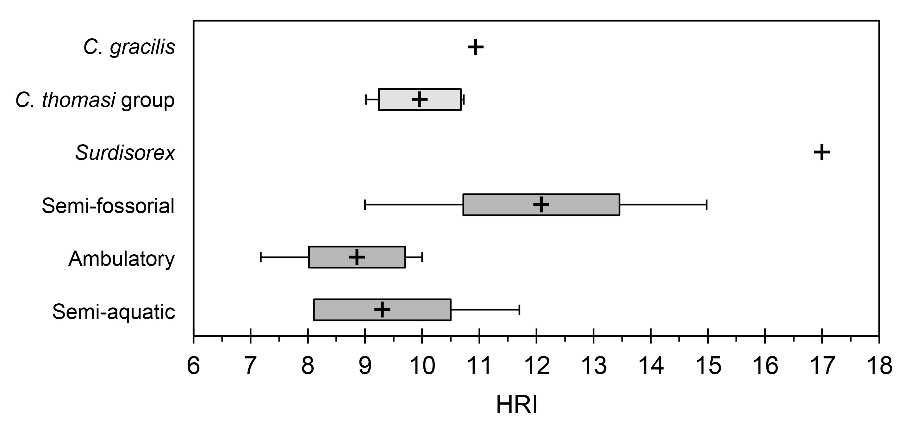 C. gracilis
C. thomasi group
Surdisorex
Semi-fossorial
Ambulatory
Semi-aquatic
6 7 8 9 10 11 12 13 14 15 16 17 18
HRI